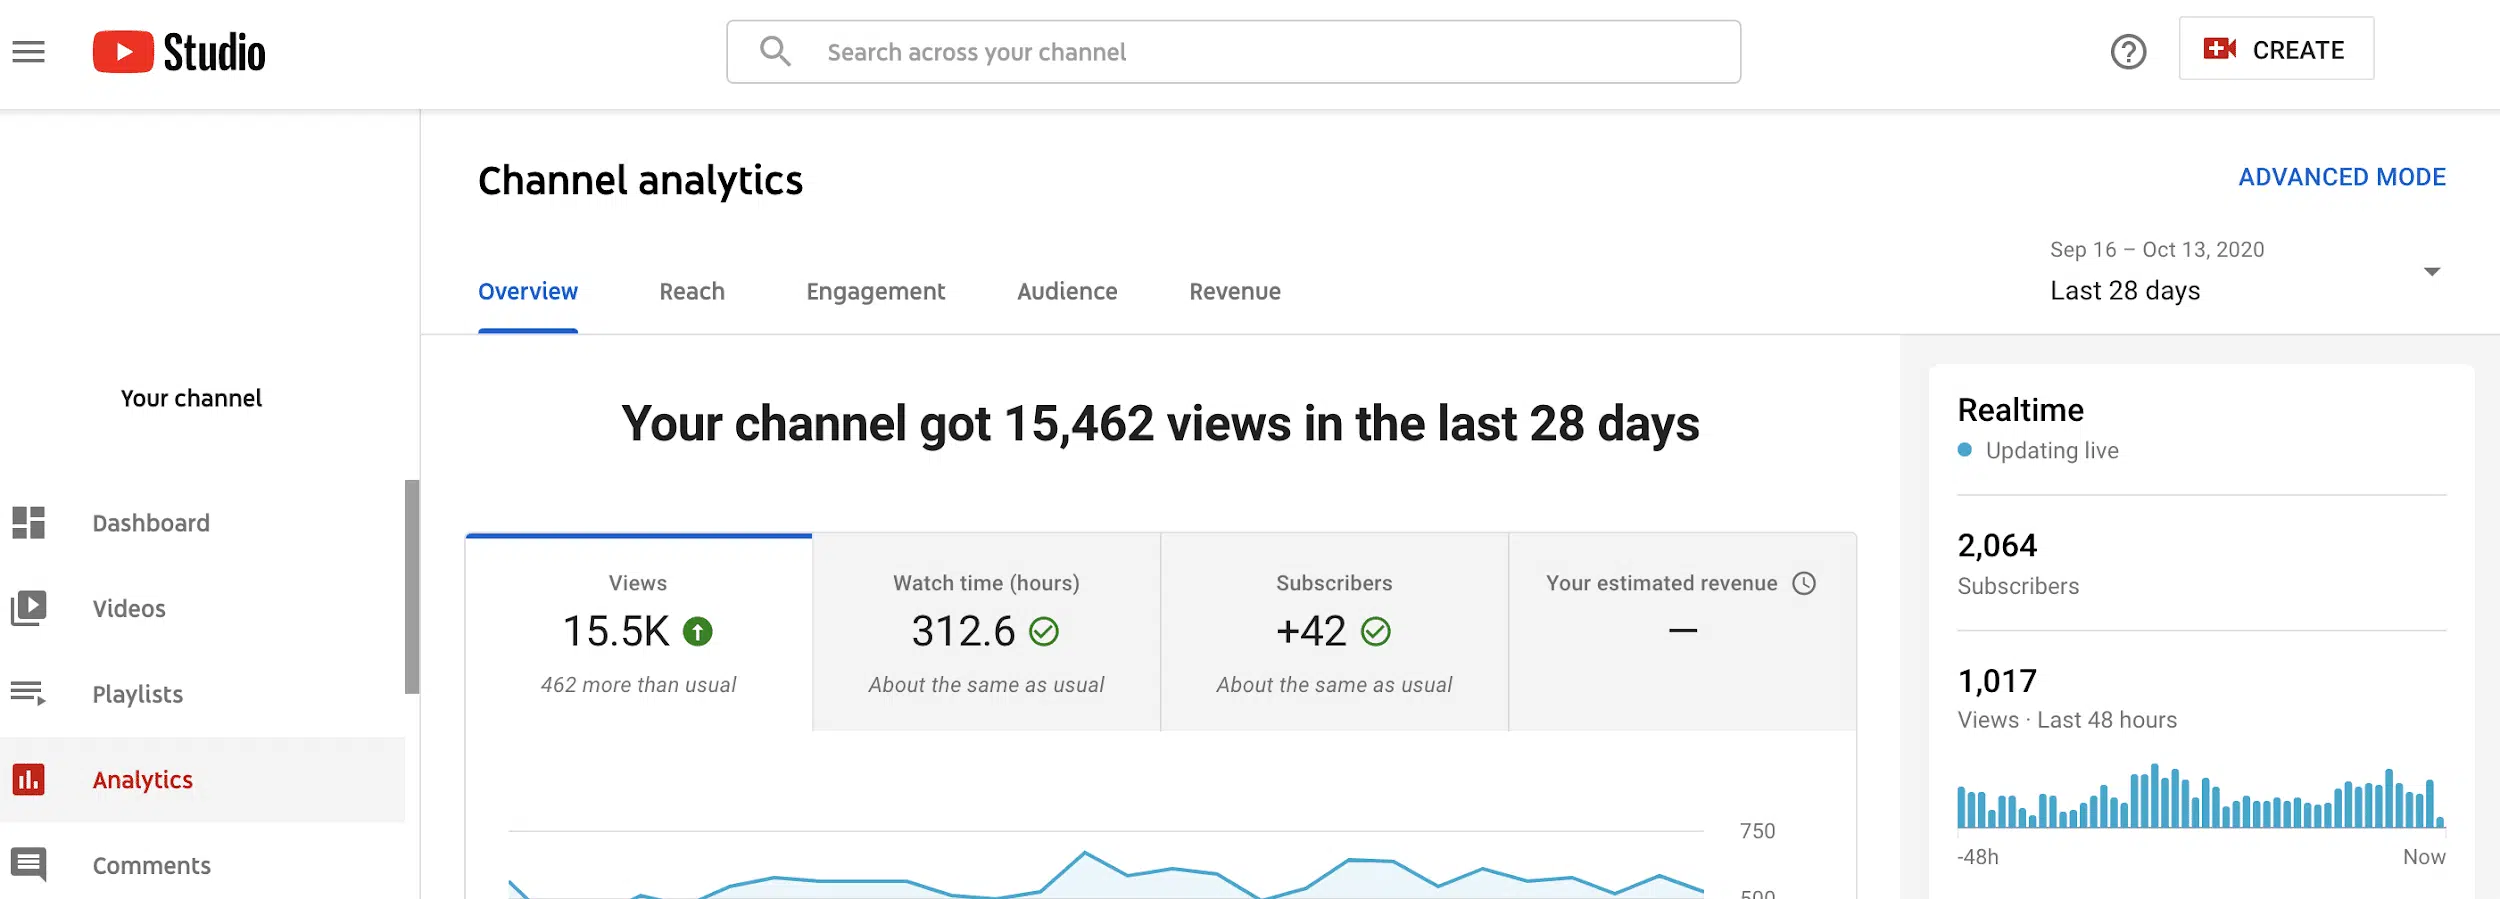 Studio
Search across your channel
CREATE
Channel analytics
ADVANCED MODE
Sep 16 – Oct 13, 2020
Last 28 days
Overview Reach Engagement Audience Revenue
Your channel
Dashboard
Videos
Playlists
Analytics
Comments
Your channel got 15,462 views in the last 28 days
Views
15.5K
462 more than usual
Watch time (hours)
312.6
About the same as usual
Subscribers
+42
About the same as usual
Your estimated revenue
—
750
500
Realtime
Updating live
2,064
Subscribers
1,017
Views · Last 48 hours
-48h Now